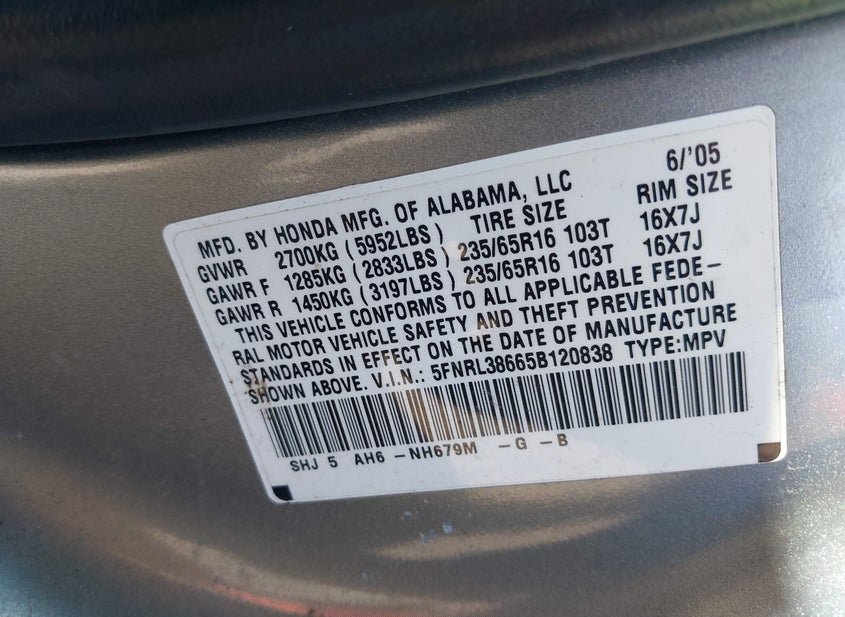 6/'05
MFD. BY HONDA MFG. OF ALABAMA, LLC
GVWR 2700KG (5952LBS) TIRE SIZE RIM SIZE
GAWR F 1285KG (2833LBS) 235/65R16 103T 16X7J
GAWR R 1450KG (3197LBS) 235/65R16 103T 16X7J
THIS VEHICLE CONFORMS TO ALL APPLICABLE FEDE-
RAL MOTOR VEHICLE SAFETY AND THEFT PREVENTION
STANDARDS IN EFFECT ON THE DATE OF MANUFACTURE
SHOWN ABOVE. V.I.N.: 5FNRL38665B120838 TYPE:MPV
SHJ 5 AH6 -NH679M -G -B